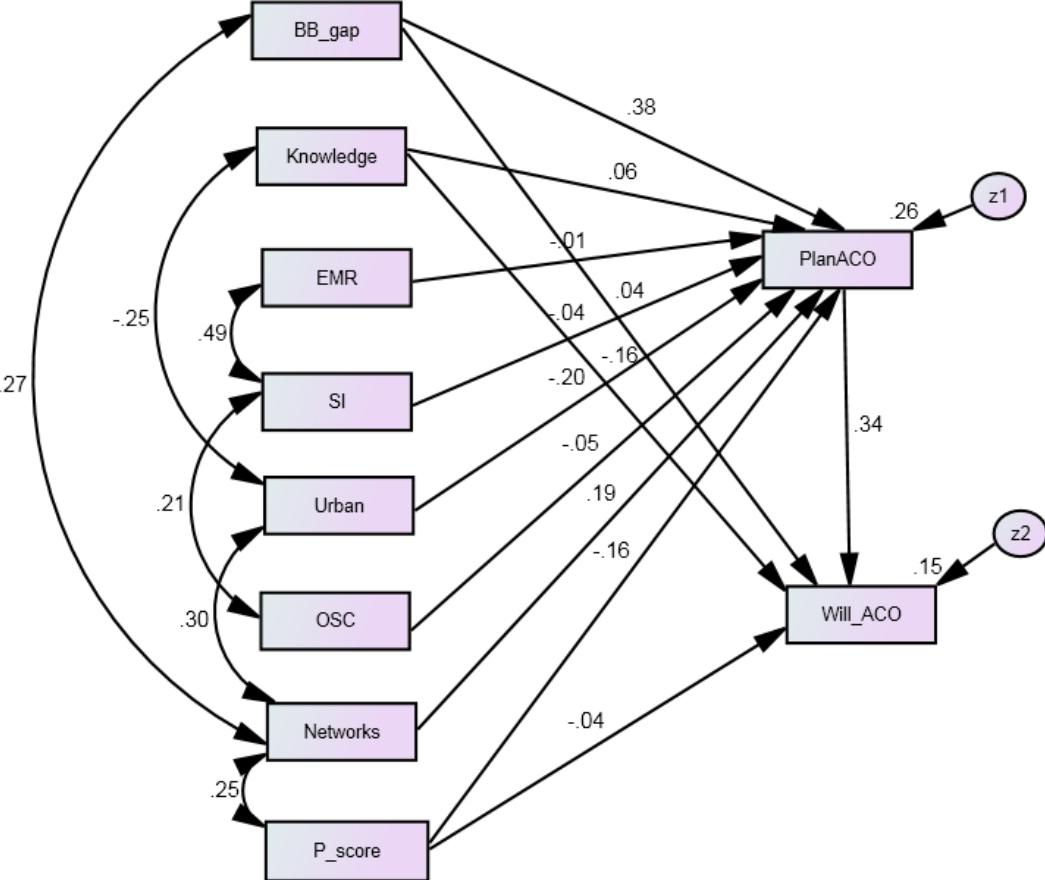 BB_gap
.38
Knowledge
.06
z1
.26
PlanACO
-.01
EMR
.04
-.04
-.25
.49
-.16
-.20
.27
SI
.34
-.05
.21
.19
Urban
z2
-.16
.15
.30
OSC
Will_ACO
Networks
-.04
.25
P_score